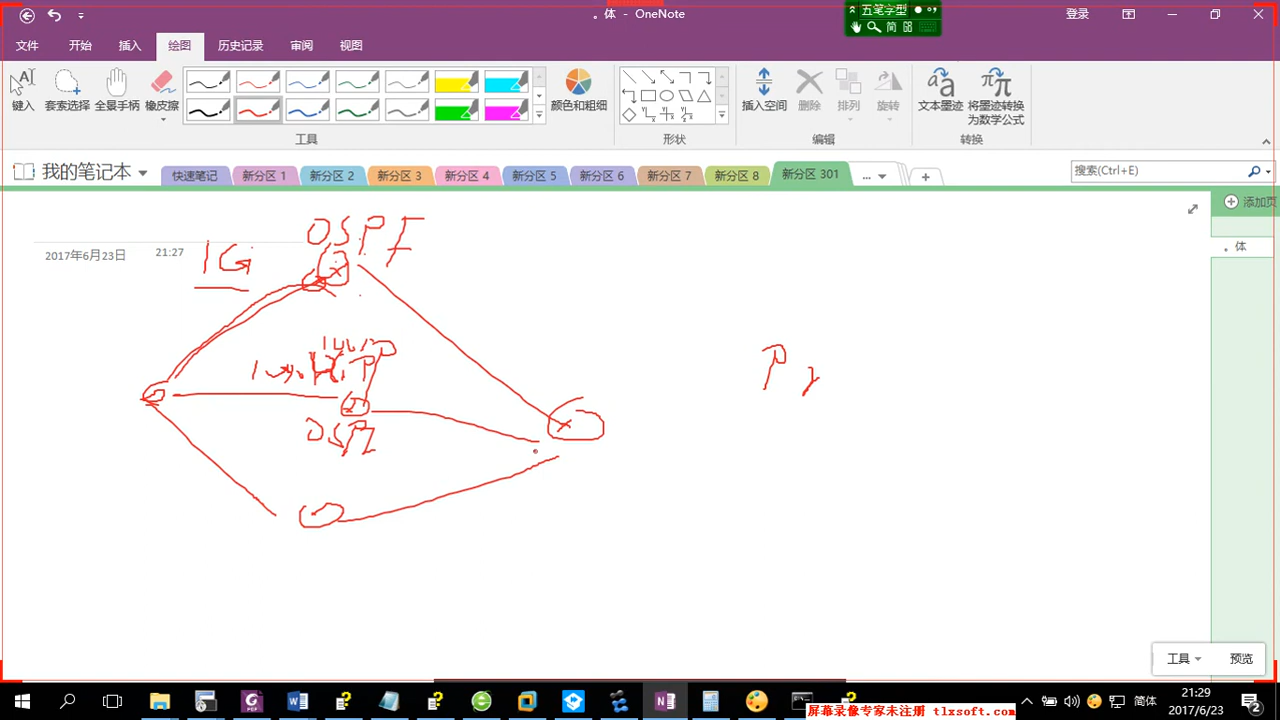 。体 - OneNote
五笔字型
简
登录
文件 开始 插入 绘图 历史记录 审阅 视图
键入 套索选择 全景手柄 橡皮擦 颜色和粗细 插入空间 删除 排列 旋转 文本墨迹 将墨迹转换为数学公式
工具 形状 编辑 转换
我的笔记本 快速笔记 新分区 1 新分区 2 新分区 3 新分区 4 新分区 5 新分区 6 新分区 7 新分区 8 新分区 301 ... 搜索(Ctrl+E)
添加页
。体
2017年6月23日 21:27
OSPF
1G
OSPF
P
工具 预览
简体
21:29
2017/6/23
2
屏幕录像专家未注册 tlxsoft.com